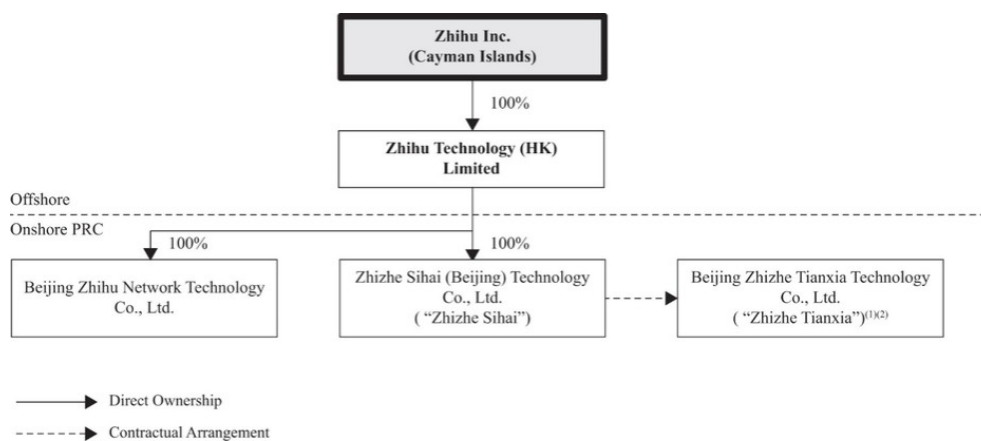 Zhihu Inc.
(Cayman Islands)
100%
Zhihu Technology (HK)
Limited
Offshore
Onshore PRC
100%
100%
Beijing Zhihu Network Technology
Co., Ltd.
Zhizhe Sihai (Beijing) Technology
Co., Ltd.
( “Zhizhe Sihai”)
Beijing Zhizhe Tianxia Technology
Co., Ltd.
( “Zhizhe Tianxia”)(1)(2)
Direct Ownership
Contractual Arrangement